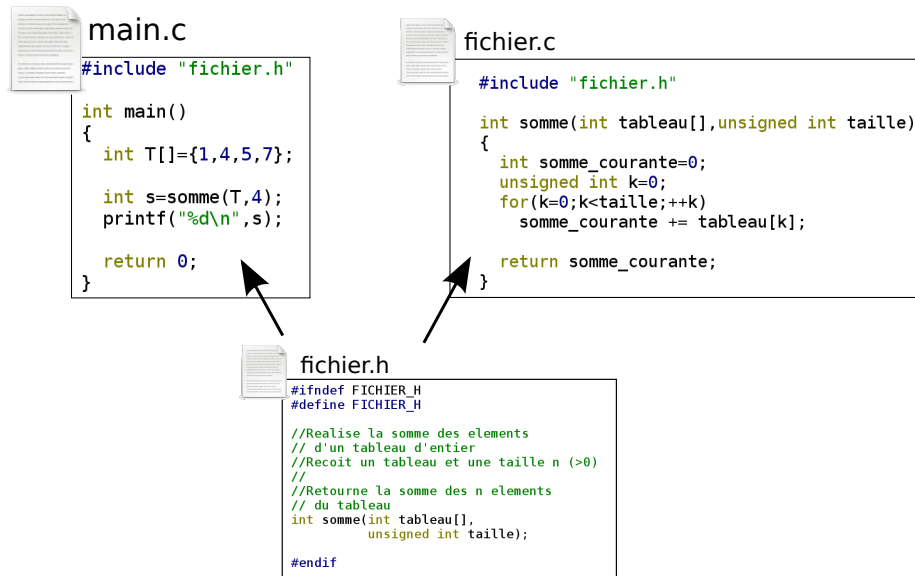 main.c
#include "fichier.h"
int main()
{
  int T[]={1,4,5,7};
  int s=somme(T,4);
  printf("%d\n",s);
  return 0;
}
fichier.c
#include "fichier.h"
int somme(int tableau[],unsigned int taille)
{
  int somme_courante=0;
  unsigned int k=0;
  for(k=0;k<taille;++k)
    somme_courante += tableau[k];
  return somme_courante;
}
fichier.h
#ifndef FICHIER_H
#define FICHIER_H
//Realise la somme des elements
// d'un tableau d'entier
//Recoit un tableau et une taille n (>0)
//
//Retourne la somme des n elements
// du tableau
int somme(int tableau[],
          unsigned int taille);
#endif